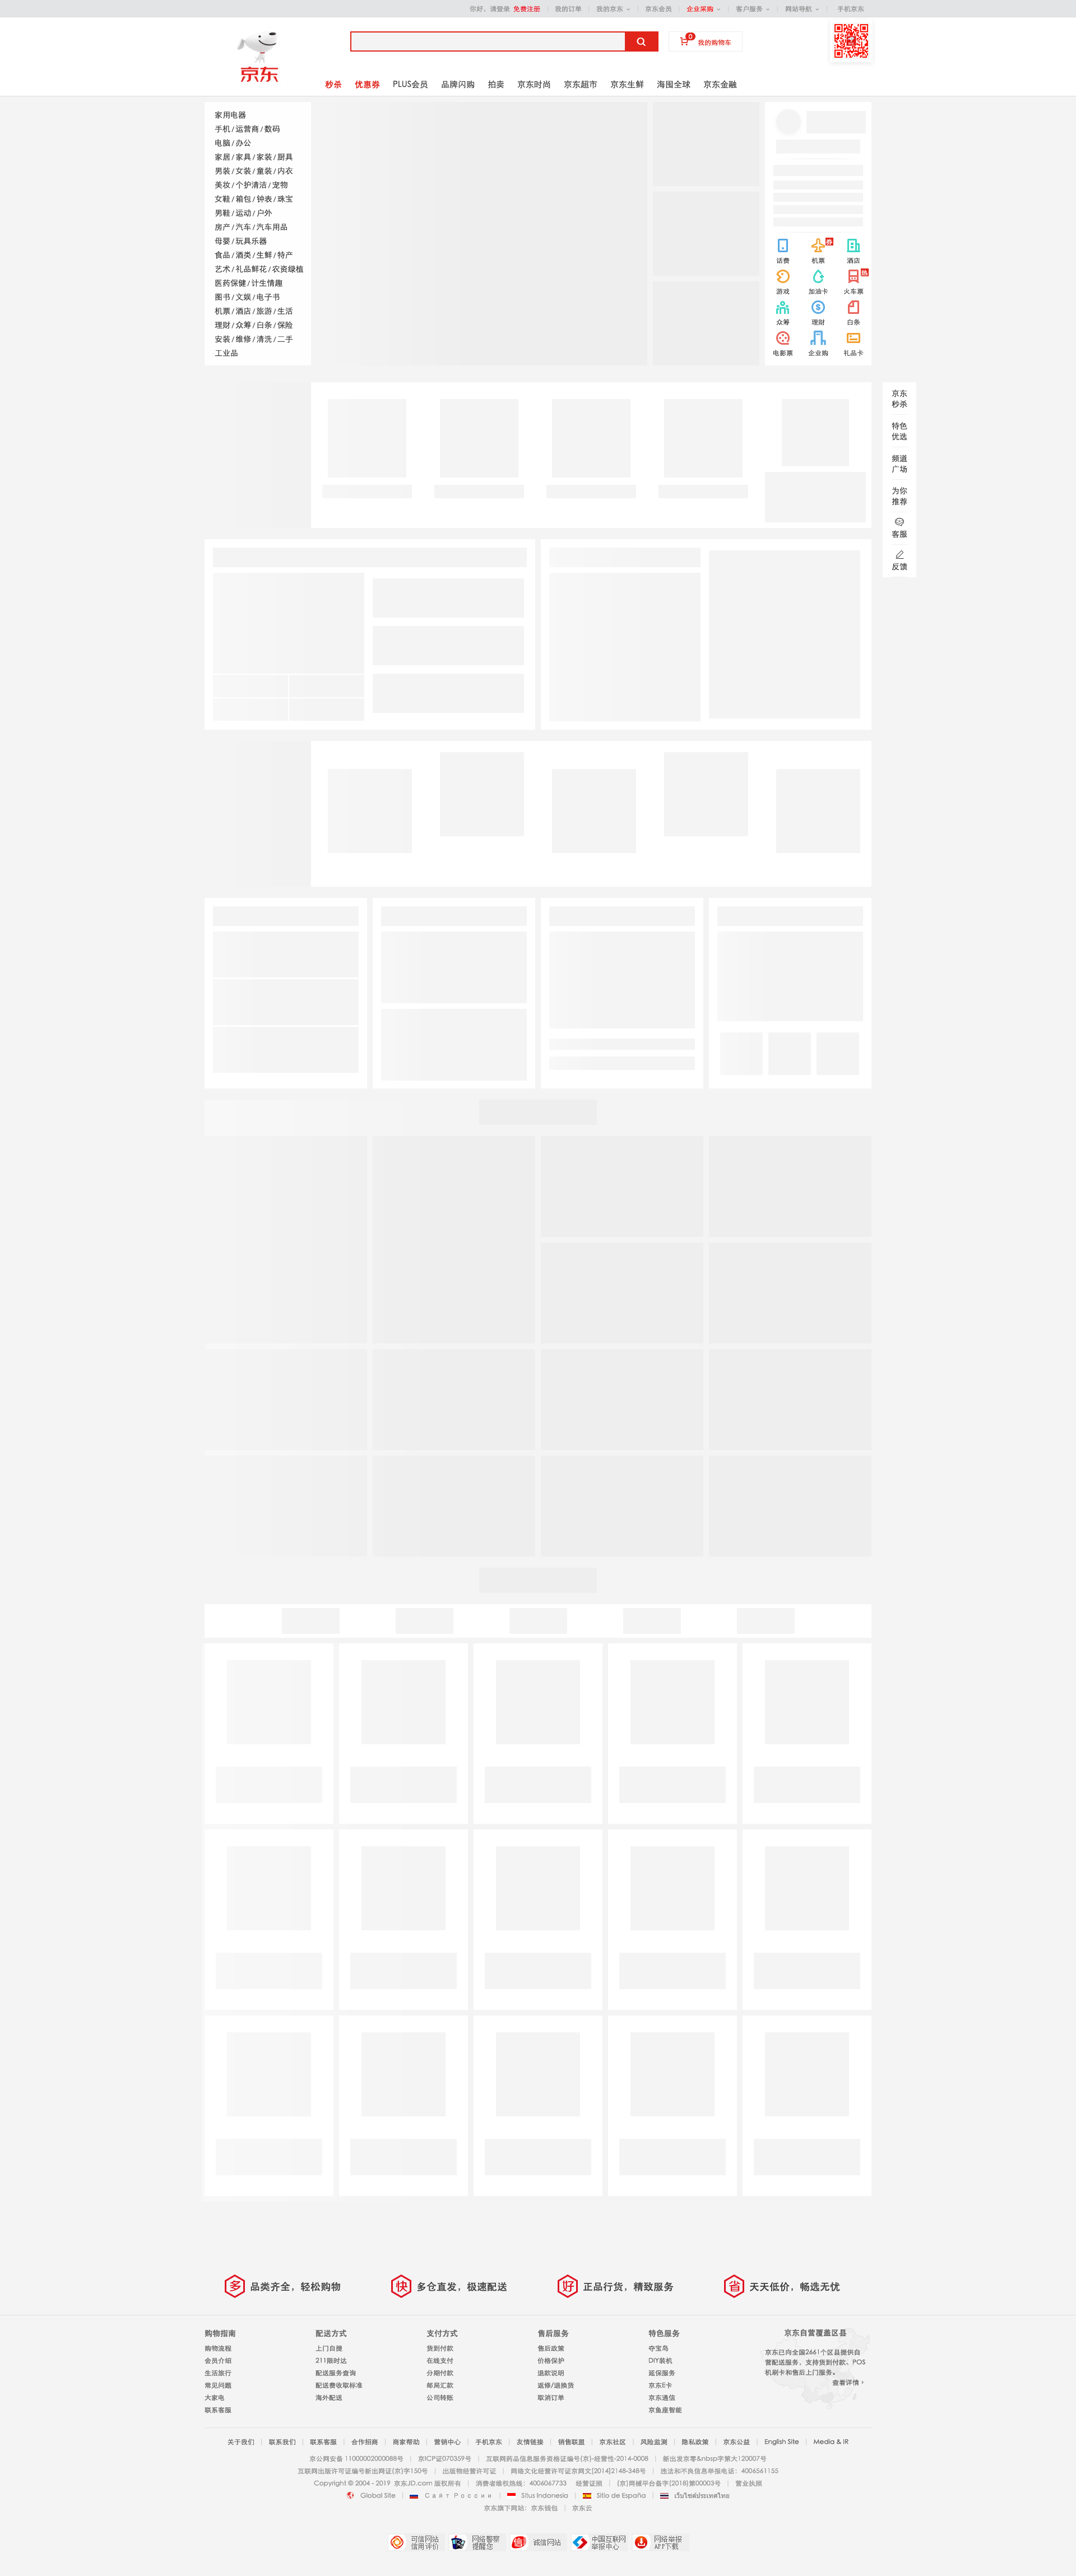 你好，请登录 免费注册 我的订单 我的京东 京东会员 企业采购 客户服务 网站导航 手机京东
京东
0 我的购物车
秒杀 优惠券 PLUS会员 品牌闪购 拍卖 京东时尚 京东超市 京东生鲜 海囤全球 京东金融
家用电器
手机 / 运营商 / 数码
电脑 / 办公
家居 / 家具 / 家装 / 厨具
男装 / 女装 / 童装 / 内衣
美妆 / 个护清洁 / 宠物
女鞋 / 箱包 / 钟表 / 珠宝
男鞋 / 运动 / 户外
房产 / 汽车 / 汽车用品
母婴 / 玩具乐器
食品 / 酒类 / 生鲜 / 特产
艺术 / 礼品鲜花 / 农资绿植
医药保健 / 计生情趣
图书 / 文娱 / 电子书
机票 / 酒店 / 旅游 / 生活
理财 / 众筹 / 白条 / 保险
安装 / 维修 / 清洗 / 二手
工业品
话费 机票 酒店
游戏 加油卡 火车票
众筹 理财 白条
电影票 企业购 礼品卡
京东
秒杀
特色
优选
频道
广场
为你
推荐
客服
反馈
多 品类齐全，轻松购物
快 多仓直发，极速配送
好 正品行货，精致服务
省 天天低价，畅选无忧
购物指南
购物流程
会员介绍
生活旅行
常见问题
大家电
联系客服
配送方式
上门自提
211限时达
配送服务查询
配送费收取标准
海外配送
支付方式
货到付款
在线支付
分期付款
邮局汇款
公司转账
售后服务
售后政策
价格保护
退款说明
返修/退换货
取消订单
特色服务
夺宝岛
DIY装机
延保服务
京东E卡
京东通信
京鱼座智能
京东自营覆盖区县
京东已向全国2661个区县提供自
营配送服务，支持货到付款、POS
机刷卡和售后上门服务。
查看详情 >
关于我们 | 联系我们 | 联系客服 | 合作招商 | 商家帮助 | 营销中心 | 手机京东 | 友情链接 | 销售联盟 | 京东社区 | 风险监测 | 隐私政策 | 京东公益 | English Site | Media & IR
京公网安备 11000002000088号 | 京ICP证070359号 | 互联网药品信息服务资格证编号(京)-经营性-2014-0008 | 新出发京零&nbsp字第大120007号
互联网出版许可证编号新出网证(京)字150号 | 出版物经营许可证 | 网络文化经营许可证京网文[2014]2148-348号 | 违法和不良信息举报电话：4006561155
Copyright © 2004 - 2019 京东JD.com 版权所有 | 消费者维权热线：4006067733 经营证照 | (京)网械平台备字(2018)第00003号 | 营业执照
Global Site | Сайт России | Situs Indonesia | Sitio de España | เว็บไซต์ประเทศไทย
京东旗下网站：京东钱包 | 京东云
可信网站
信用评价
网络警察
提醒您
诚信网站
中国互联网
举报中心
网络举报
APP下载